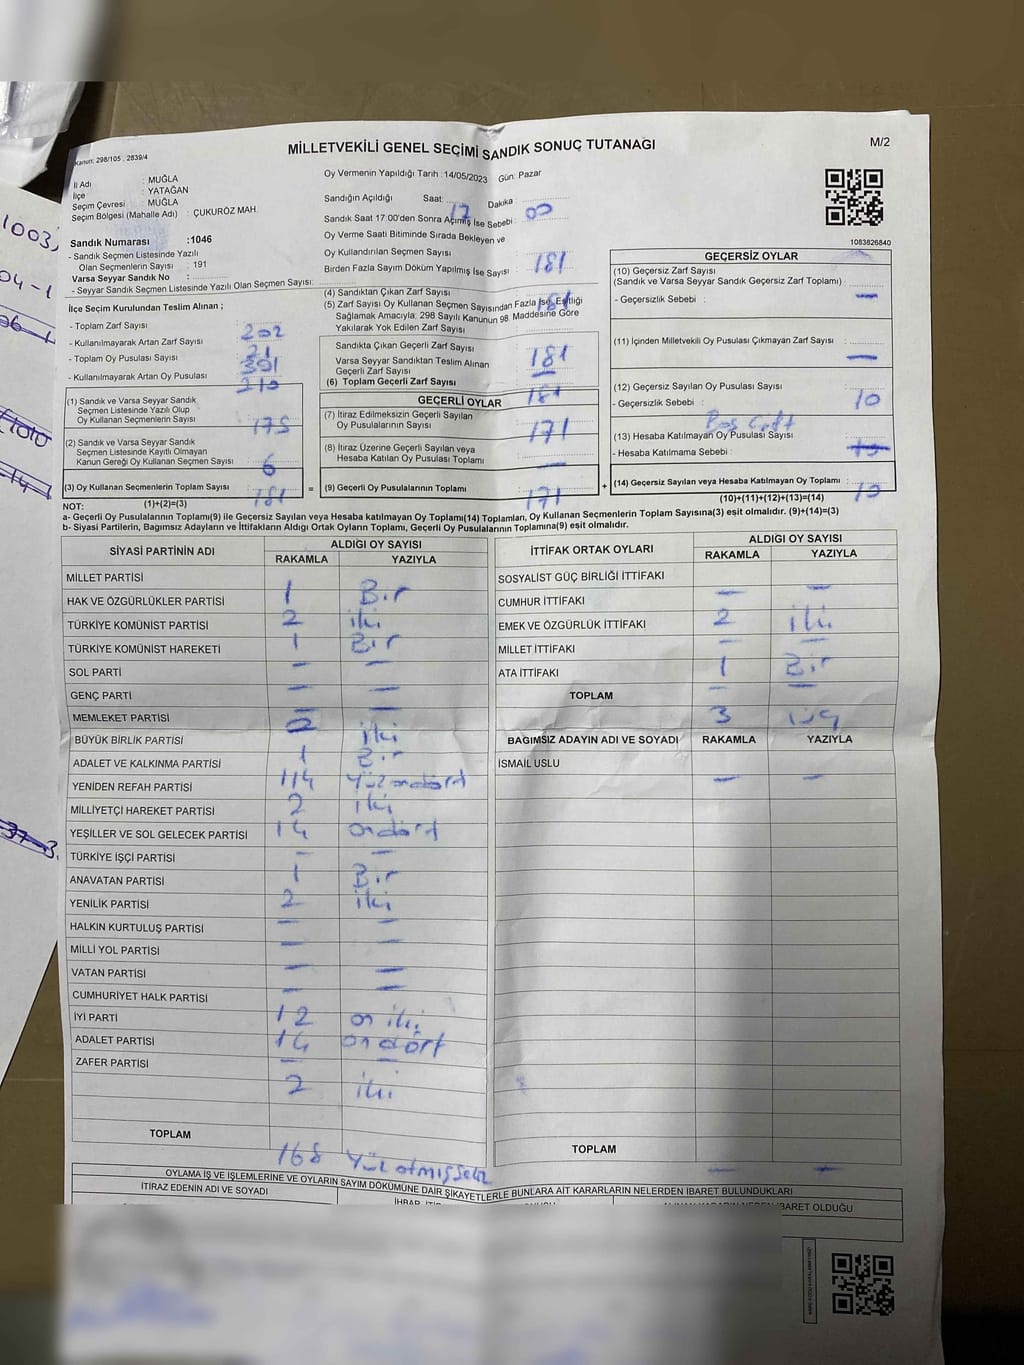 Kanun: 298/105 , 2839/4
MİLLETVEKİLİ GENEL SEÇİMİ SANDIK SONUÇ TUTANAĞI
M/2
İl Adı : MUĞLA
İlçe : YATAĞAN
Seçim Çevresi : MUĞLA
Seçim Bölgesi (Mahalle Adı) : ÇUKURÖZ MAH.
Sandık Numarası :1046
- Sandık Seçmen Listesinde Yazılı
Olan Seçmenlerin Sayısı : 191
Varsa Seyyar Sandık No :
- Seyyar Sandık Seçmen Listesinde Yazılı Olan Seçmen Sayısı:
Oy Vermenin Yapıldığı Tarih : 14/05/2023 Gün: Pazar
Sandığın Açıldığı Saat: 17 Dakika : 00
Sandık Saat 17:00'den Sonra Açılmış İse Sebebi :
Oy Verme Saati Bitiminde Sırada Bekleyen ve
Oy Kullandırılan Seçmen Sayısı :
Birden Fazla Sayım Döküm Yapılmış İse Sayısı : 181
1083826840
İlçe Seçim Kurulundan Teslim Alınan ;
- Toplam Zarf Sayısı : 202
- Kullanılmayarak Artan Zarf Sayısı : 21
- Toplam Oy Pusulası Sayısı : 391
- Kullanılmayarak Artan Oy Pusulası : 210
(1) Sandık ve Varsa Seyyar Sandık
Seçmen Listesinde Yazılı Olup
Oy Kullanan Seçmenlerin Sayısı : 175
(2) Sandık ve Varsa Seyyar Sandık
Seçmen Listesinde Kayıtlı Olmayan
Kanun Gereği Oy Kullanan Seçmen Sayısı : 6
(3) Oy Kullanan Seçmenlerin Toplam Sayısı : 181
(1)+(2)=(3)
(4) Sandıktan Çıkan Zarf Sayısı :
(5) Zarf Sayısı Oy Kullanan Seçmen Sayısından Fazla İse, Eşitliği
Sağlamak Amacıyla; 298 Sayılı Kanunun 98. Maddesine Göre
Yakılarak Yok Edilen Zarf Sayısı : 181
Sandıkta Çıkan Geçerli Zarf Sayısı : 181
Varsa Seyyar Sandıktan Teslim Alınan
Geçerli Zarf Sayısı : —
(6) Toplam Geçerli Zarf Sayısı : 181
GEÇERLİ OYLAR
(7) İtiraz Edilmeksizin Geçerli Sayılan
Oy Pusulalarının Sayısı : 171
(8) İtiraz Üzerine Geçerli Sayılan veya
Hesaba Katılan Oy Pusulası Toplamı : —
= (9) Geçerli Oy Pusulalarının Toplamı : 171 +
GEÇERSİZ OYLAR
(10) Geçersiz Zarf Sayısı
(Sandık ve Varsa Seyyar Sandık Geçersiz Zarf Toplamı) :
- Geçersizlik Sebebi : —
(11) İçinden Milletvekili Oy Pusulası Çıkmayan Zarf Sayısı : —
(12) Geçersiz Sayılan Oy Pusulası Sayısı : 10
- Geçersizlik Sebebi : Boş Çift
(13) Hesaba Katılmayan Oy Pusulası Sayısı :
Hesaba Katılmama Sebebi :
(14) Geçersiz Sayılan veya Hesaba Katılmayan Oy Toplamı : 10
(10)+(11)+(12)+(13)=(14)
NOT:
a- Geçerli Oy Pusulalarının Toplamı(9) ile Geçersiz Sayılan veya Hesaba katılmayan Oy Toplamı(14) Toplamları, Oy Kullanan Seçmenlerin Toplam Sayısına(3) eşit olmalıdır. (9)+(14)=(3)
b- Siyasi Partilerin, Bağımsız Adayların ve İttifakların Aldığı Ortak Oyların Toplamı, Geçerli Oy Pusulalarının Toplamına(9) eşit olmalıdır.
SİYASİ PARTİNİN ADI ALDIĞI OY SAYISI
RAKAMLA YAZIYLA
MİLLET PARTİSİ
HAK VE ÖZGÜRLÜKLER PARTİSİ 1 Bir
TÜRKİYE KOMÜNİST PARTİSİ 2 iki
TÜRKİYE KOMÜNİST HAREKETİ 1 Bir
SOL PARTİ — —
GENÇ PARTİ — —
MEMLEKET PARTİSİ 2 iki
BÜYÜK BİRLİK PARTİSİ 1 Bir
ADALET VE KALKINMA PARTİSİ 114 Yüzondört
YENİDEN REFAH PARTİSİ 2 iki
MİLLİYETÇİ HAREKET PARTİSİ 14 ondört
YEŞİLLER VE SOL GELECEK PARTİSİ — —
TÜRKİYE İŞÇİ PARTİSİ 1 Bir
ANAVATAN PARTİSİ 2 iki
YENİLİK PARTİSİ — —
HALKIN KURTULUŞ PARTİSİ — —
MİLLİ YOL PARTİSİ — —
VATAN PARTİSİ — —
CUMHURİYET HALK PARTİSİ 12 on iki
İYİ PARTİ 14 ondört
ADALET PARTİSİ — —
ZAFER PARTİSİ 2 iki
TOPLAM 168 Yüz otmışsekiz
İTTİFAK ORTAK OYLARI ALDIĞI OY SAYISI
RAKAMLA YAZIYLA
SOSYALİST GÜÇ BİRLİĞİ İTTİFAKI — —
CUMHUR İTTİFAKI 2 iki
EMEK VE ÖZGÜRLÜK İTTİFAKI — —
MİLLET İTTİFAKI 1 Bir
ATA İTTİFAKI — —
TOPLAM 3 üç
BAĞIMSIZ ADAYIN ADI VE SOYADI RAKAMLA YAZIYLA
İSMAİL USLU — —
TOPLAM — —
OYLAMA İŞ VE İŞLEMLERİNE VE OYLARIN SAYIM DÖKÜMÜNE DAİR ŞİKAYETLERLE BUNLARA AİT KARARLARIN NELERDEN İBARET BULUNDUKLARI
İTİRAZ EDENİN ADI VE SOYADI
İBARET OLDUĞU
1003
04-1
1010
14
37-3